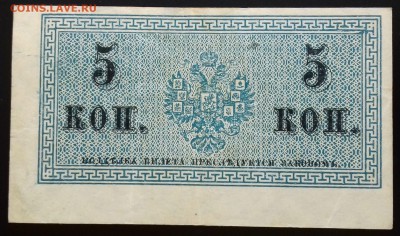 COINS.LAVE.RU
5 5
КОП. КОП.
ПОДДѢЛКА БИЛЕТА ПРЕСЛѢДУЕТСЯ ЗАКОНОМЪ.